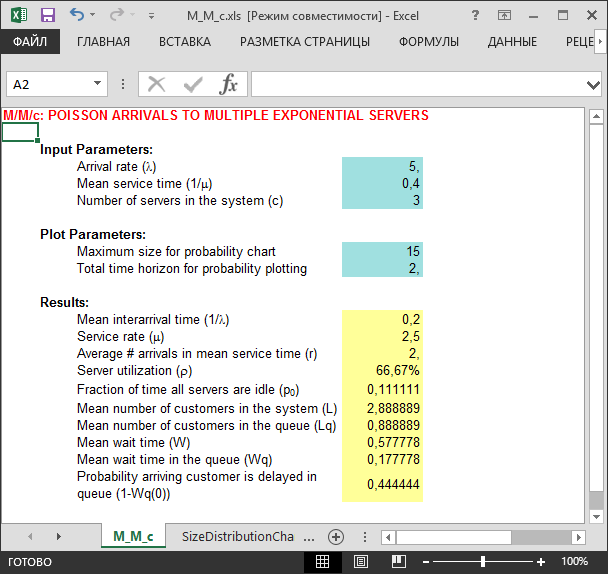 M_M_c.xls [Режим совместимости] - Excel
ФАЙЛ ГЛАВНАЯ ВСТАВКА РАЗМЕТКА СТРАНИЦЫ ФОРМУЛЫ ДАННЫЕ РЕЦЕ
A2 fx
M/M/c: POISSON ARRIVALS TO MULTIPLE EXPONENTIAL SERVERS
Input Parameters:
Arrival rate (λ) 5,
Mean service time (1/μ) 0,4
Number of servers in the system (c) 3
Plot Parameters:
Maximum size for probability chart 15
Total time horizon for probability plotting 2,
Results:
Mean interarrival time (1/λ) 0,2
Service rate (μ) 2,5
Average # arrivals in mean service time (r) 2,
Server utilization (ρ) 66,67%
Fraction of time all servers are idle (p₀) 0,111111
Mean number of customers in the system (L) 2,888889
Mean number of customers in the queue (Lq) 0,888889
Mean wait time (W) 0,577778
Mean wait time in the queue (Wq) 0,177778
Probability arriving customer is delayed in
queue (1-Wq(0)) 0,444444
M_M_c SizeDistributionCha ...
ГОТОВО 100%